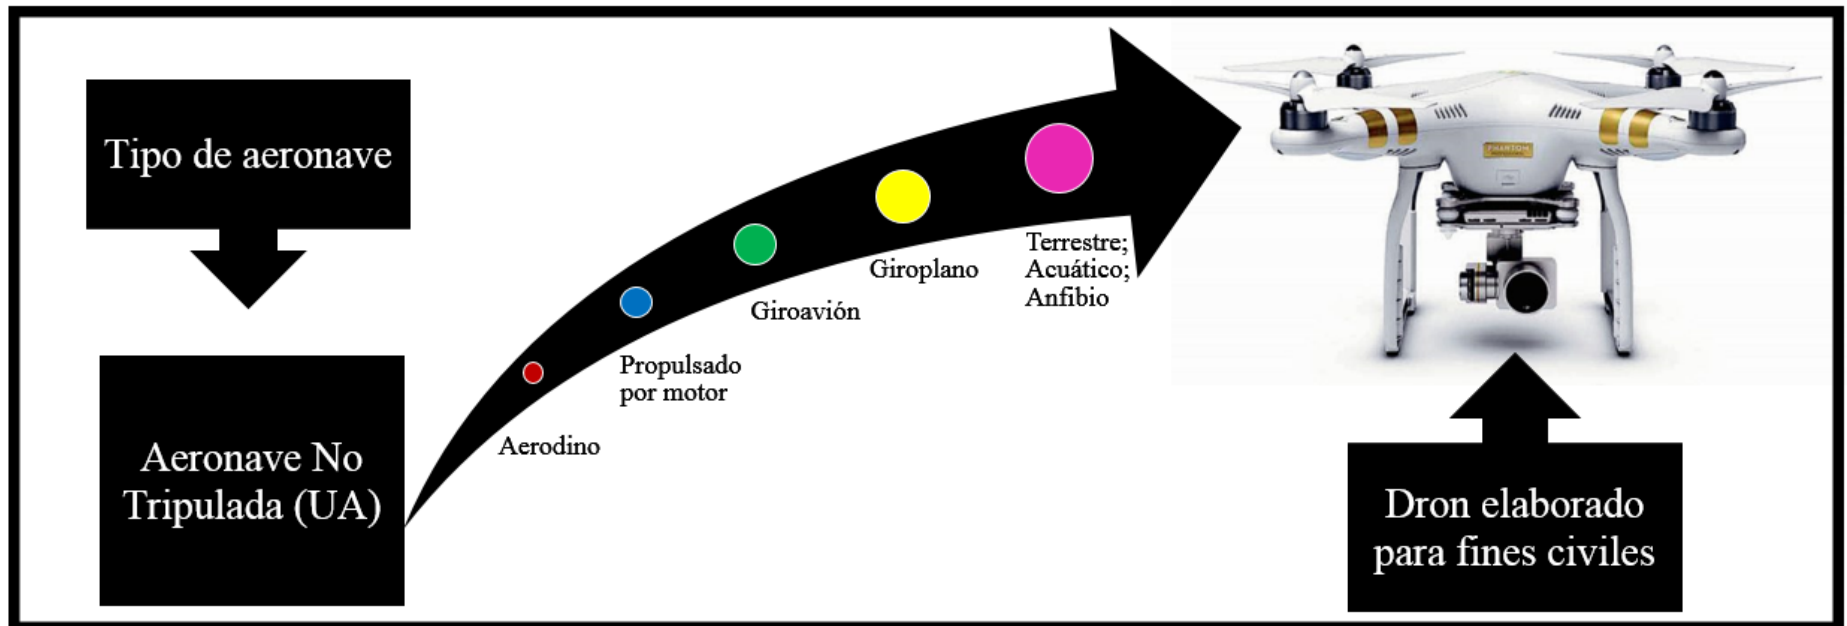 Tipo de aeronave
Aeronave No
Tripulada (UA)
Aerodino
Propulsado
por motor
Giroavión
Giroplano
Terrestre;
Acuático;
Anfibio
PHANTOM
Dron elaborado
para fines civiles